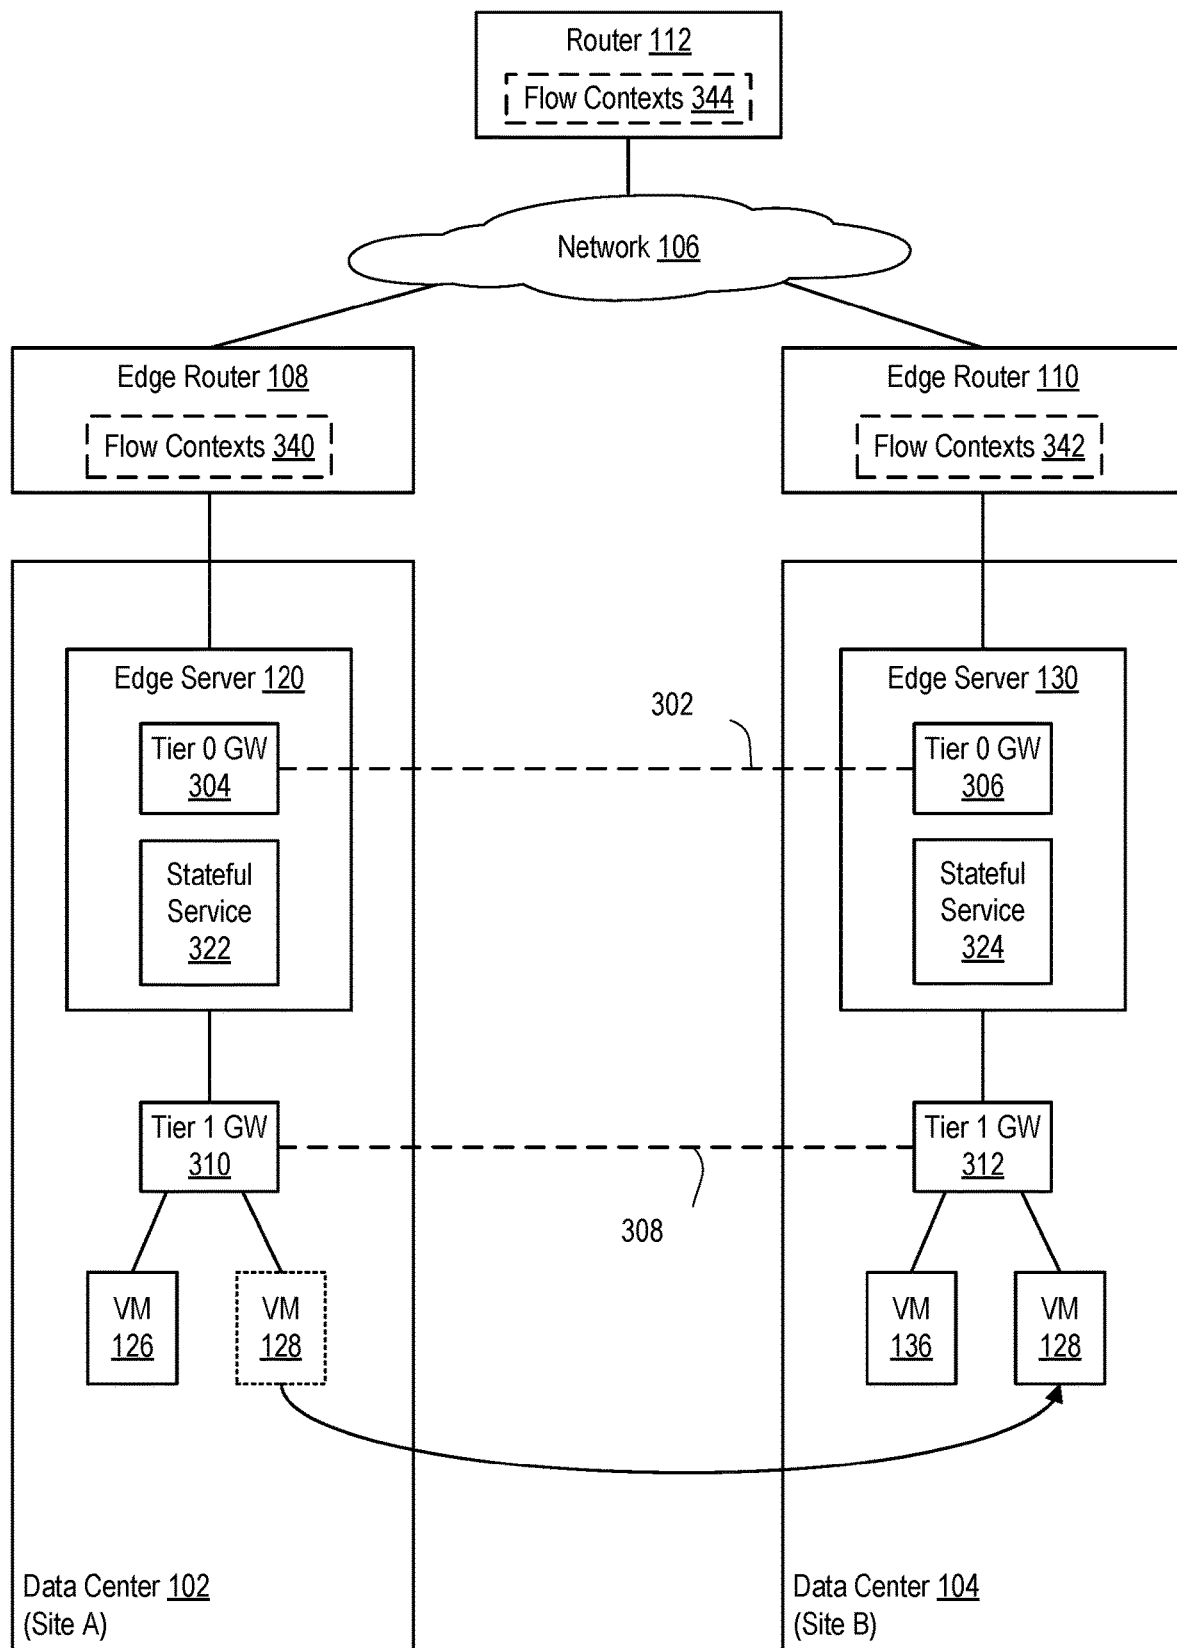 Router 112
Flow Contexts 344
Network 106
Edge Router 108
Flow Contexts 340
Edge Router 110
Flow Contexts 342
Edge Server 120
Tier 0 GW
304
Stateful
Service
322
302
Edge Server 130
Tier 0 GW
306
Stateful
Service
324
Tier 1 GW
310
308
Tier 1 GW
312
VM
126
VM
128
VM
136
VM
128
Data Center 102
(Site A)
Data Center 104
(Site B)